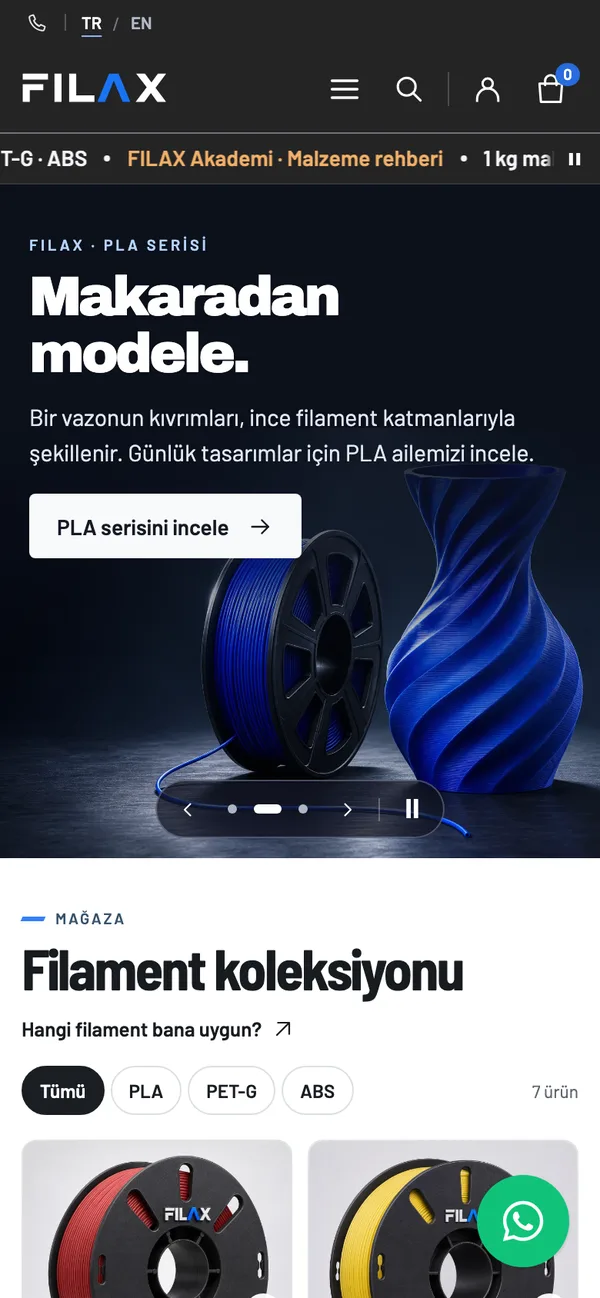 TR / EN
FILAX
0
T-G · ABS • FILAX Akademi · Malzeme rehberi • 1 kg ma
FILAX · PLA SERİSİ
Makaradan
modele.
Bir vazonun kıvrımları, ince filament katmanlarıyla
şekillenir. Günlük tasarımlar için PLA ailemizi incele.
PLA serisini incele
MAĞAZA
Filament koleksiyonu
Hangi filament bana uygun?
Tümü PLA PET-G ABS 7 ürün
FILAX FILA